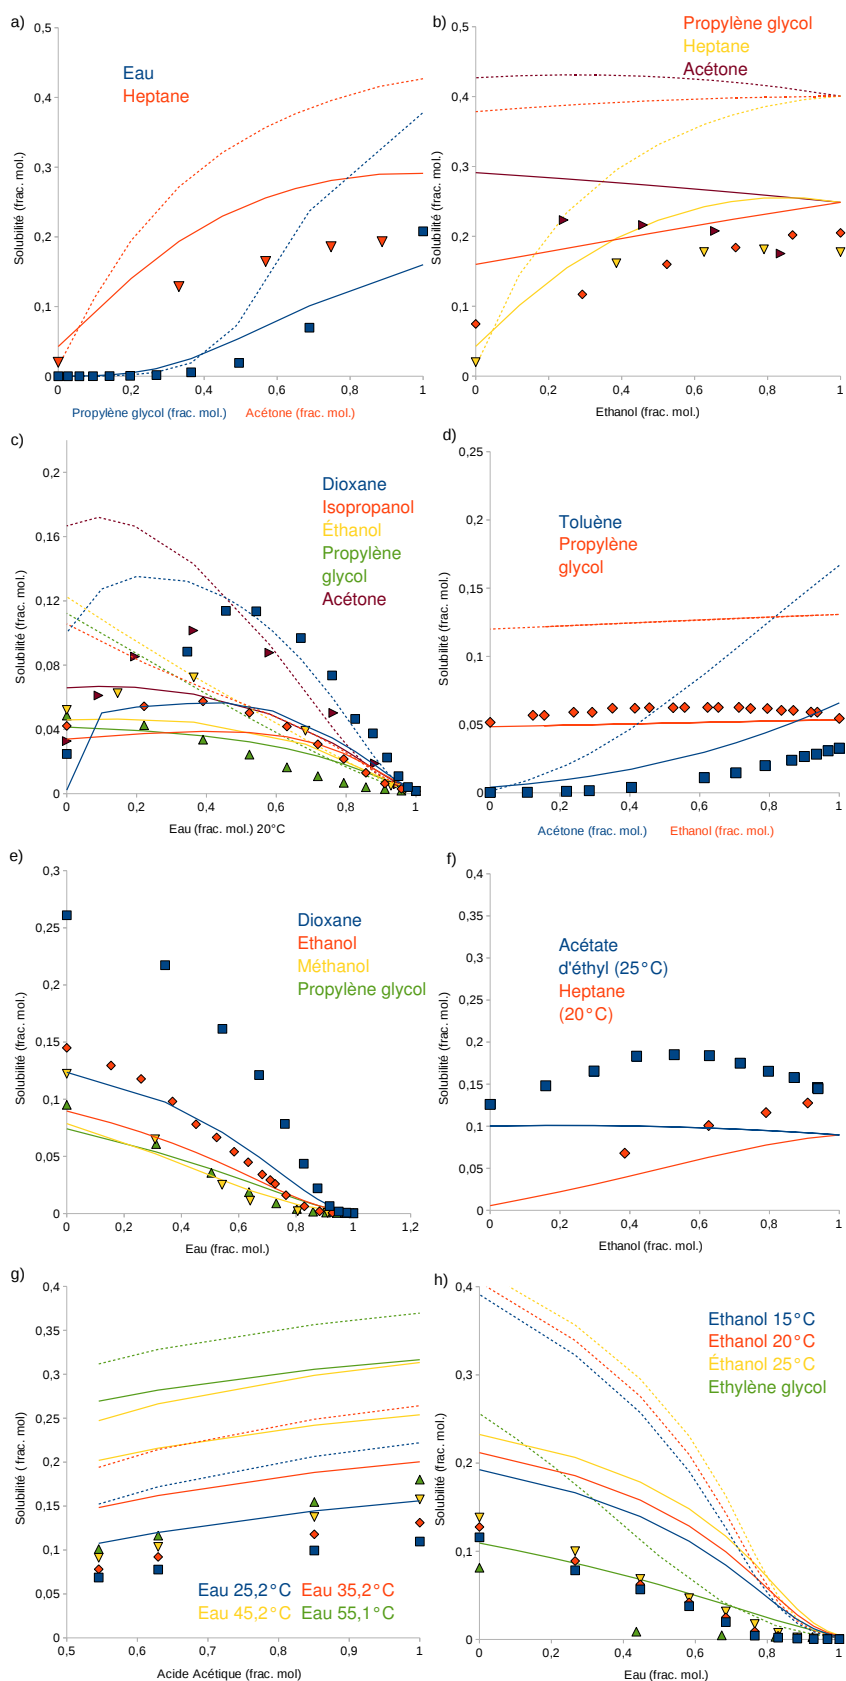 a)
0,5
0,4
0,3
0,2
0,1
0
Solubilité (frac. mol.)
Eau
Heptane
0
0,2
0,4
0,6
0,8
1
Propylène glycol (frac. mol.)
Acétone (frac. mol.)
b)
0,5
0,4
0,3
0,2
0,1
0
Solubilité (frac. mol.)
Propylène glycol
Heptane
Acétone
0
0,2
0,4
0,6
0,8
1
Ethanol (frac. mol.)
c)
0,2
0,16
0,12
0,08
0,04
0
Solubilité (frac. mol.)
Dioxane
Isopropanol
Éthanol
Propylène
glycol
Acétone
0
0,2
0,4
0,6
0,8
1
Eau (frac. mol.) 20°C
d)
0,25
0,2
0,15
0,1
0,05
0
Solubilité (frac. mol.)
Toluène
Propylène
glycol
0
0,2
0,4
0,6
0,8
1
Acétone (frac. mol.)
Ethanol (frac. mol.)
e)
0,3
0,25
0,2
0,15
0,1
0,05
0
Solubilité (frac. mol.)
Dioxane
Ethanol
Méthanol
Propylène glycol
0
0,2
0,4
0,6
0,8
1
1,2
Eau (frac. mol.)
f)
0,4
0,35
0,3
0,25
0,2
0,15
0,1
0,05
0
Solubilité (frac. mol.)
Acétate
d'éthyl (25°C)
Heptane
(20°C)
0
0,2
0,4
0,6
0,8
1
Ethanol (frac. mol.)
g)
0,4
0,35
0,3
0,25
0,2
0,15
0,1
0,05
0
Solubilité ( frac. mol)
Eau 25,2°C Eau 35,2°C
Eau 45,2°C Eau 55,1°C
0,5
0,6
0,7
0,8
0,9
1
Acide Acétique (frac. mol)
h)
0,4
0,3
0,2
0,1
0
Solubilité (frac. mol.)
Ethanol 15°C
Ethanol 20°C
Éthanol 25°C
Ethylène glycol
0
0,2
0,4
0,6
0,8
1
Eau (frac. mol.)